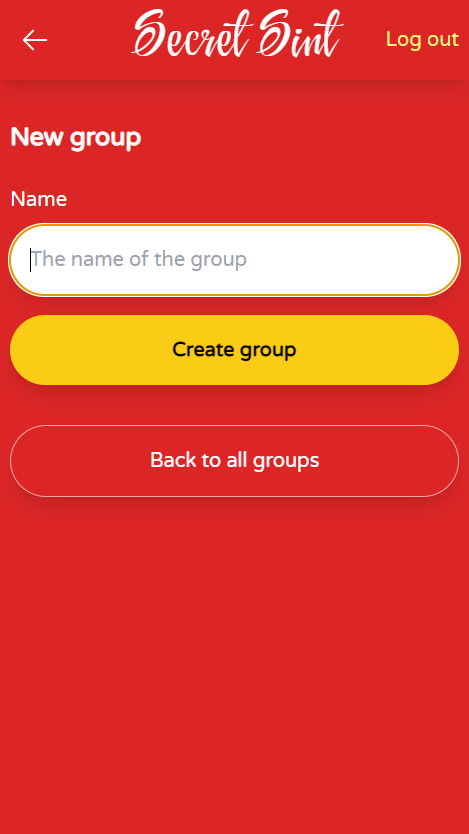 Secret Sint
Log out
New group
Name
The name of the group
Create group
Back to all groups